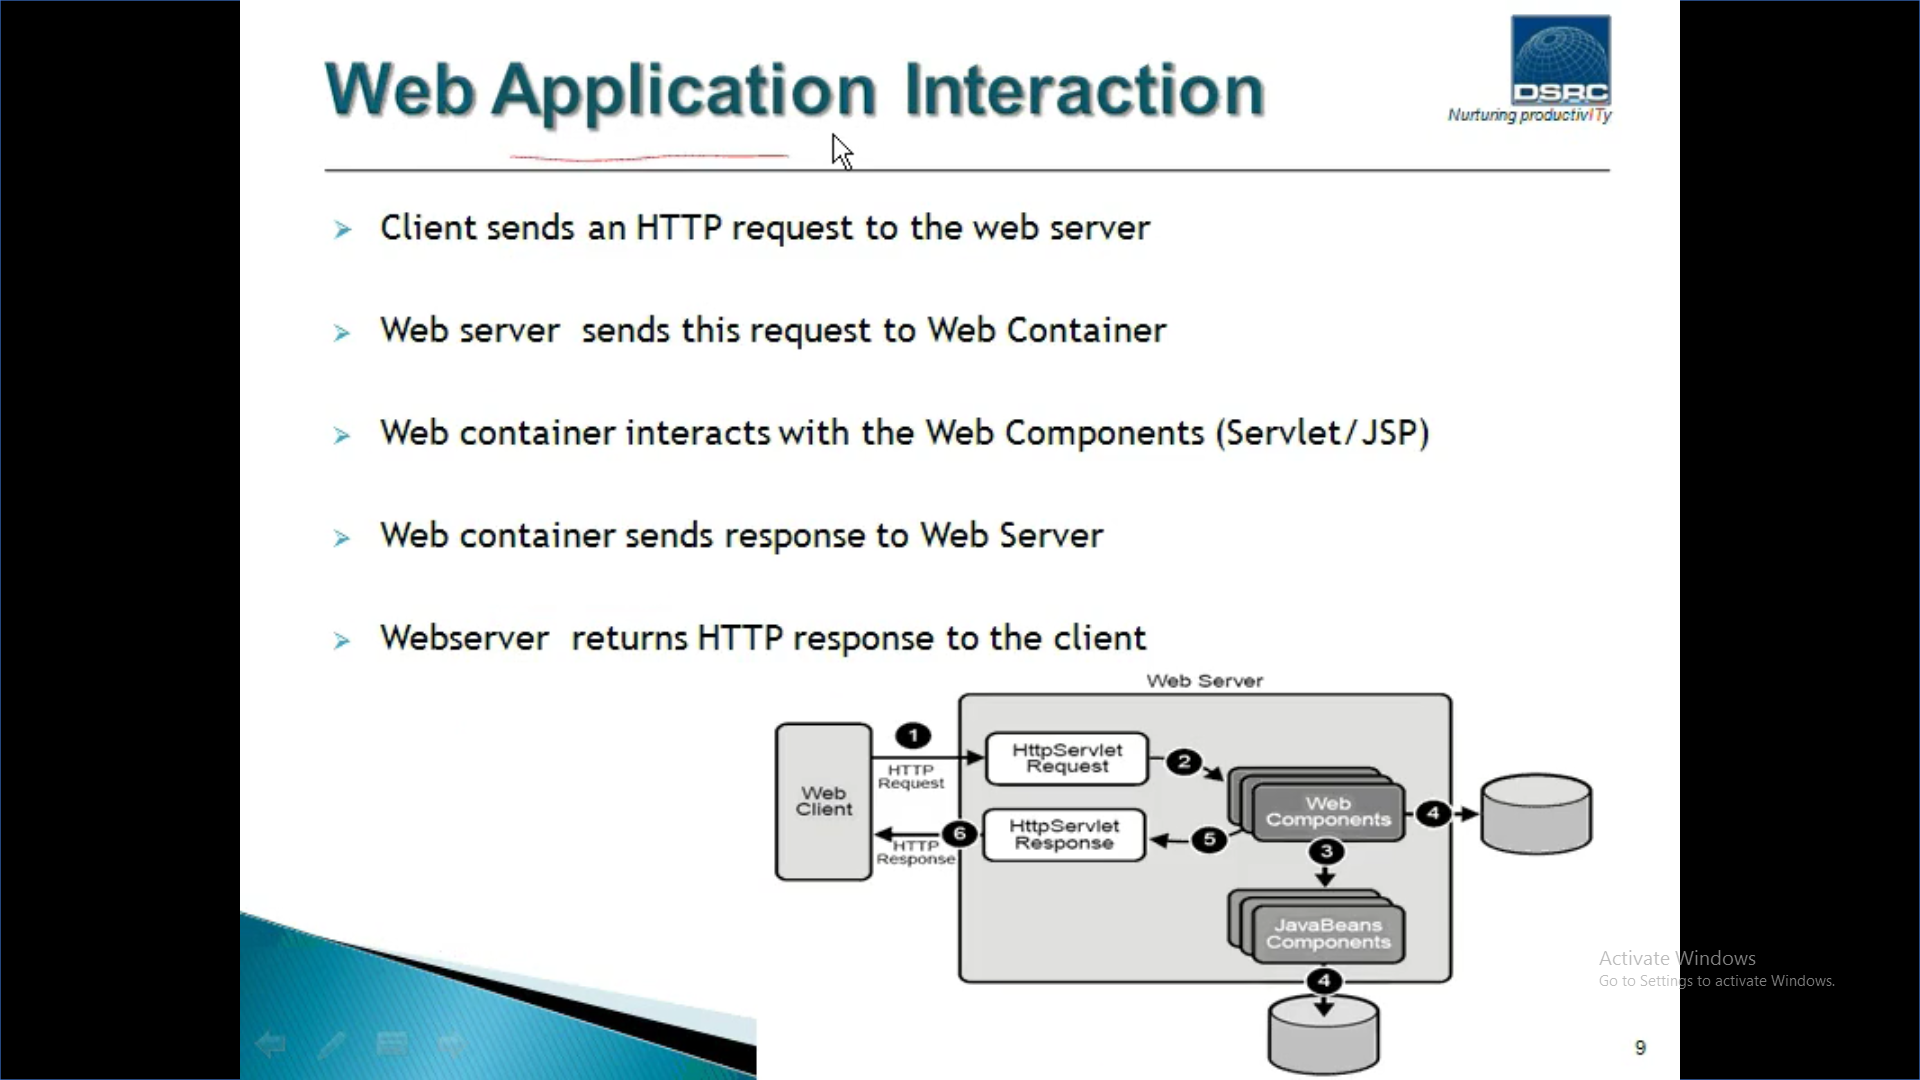 Web Application Interaction
DSRC
Nurturing productivITy
Client sends an HTTP request to the web server
Web server sends this request to Web Container
Web container interacts with the Web Components (Servlet/JSP)
Web container sends response to Web Server
Webserver returns HTTP response to the client
Web Server
1
HTTP
Request
HttpServlet
Request
2
Web
Client
Web
Components
4
6
HTTP
Response
HttpServlet
Response
5
3
JavaBeans
Components
4
Activate Windows
Go to Settings to activate Windows.
9